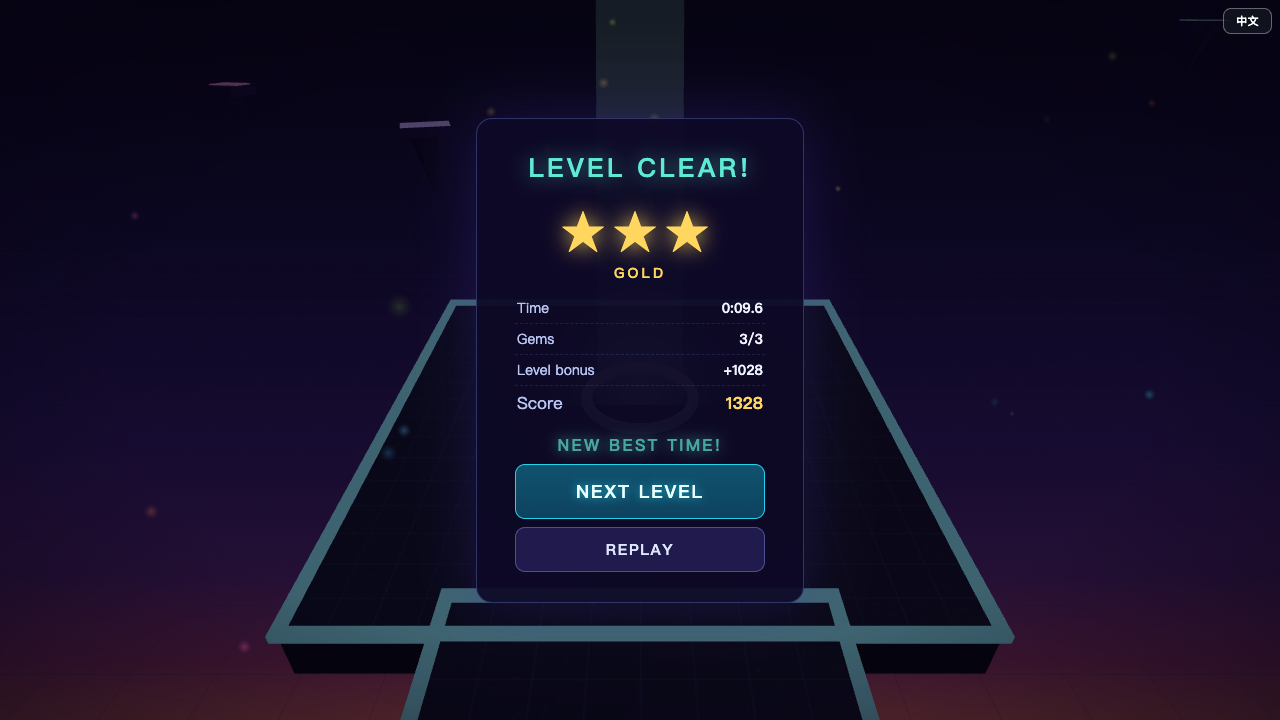 中文
LEVEL CLEAR!
GOLD
Time 0:09.6
Gems 3/3
Level bonus +1028
Score 1328
NEW BEST TIME!
NEXT LEVEL
REPLAY